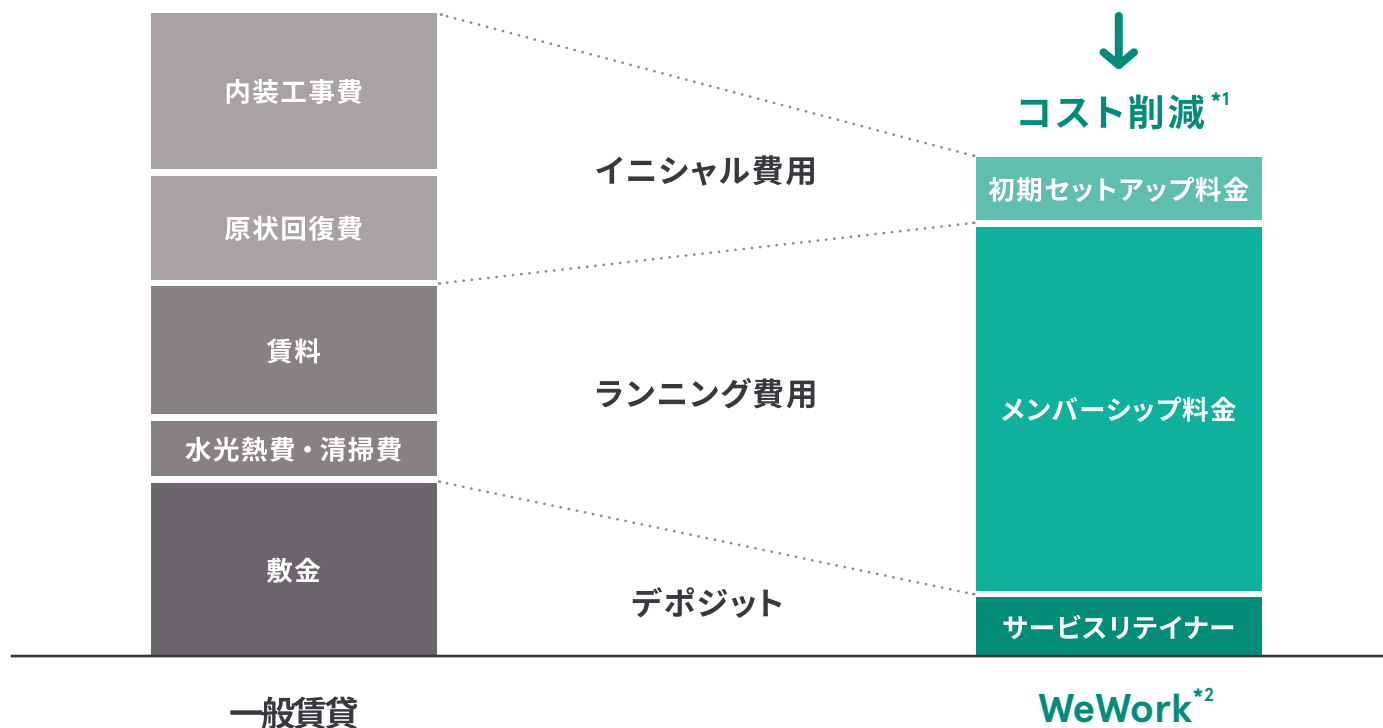 内装工事費
原状回復費
賃料
水光熱費・清掃費
敷金
一般賃貸
イニシャル費用
ランニング費用
デポジット
コスト削減*1
初期セットアップ料金
メンバーシップ料金
サービスリテイナー
WeWork*2